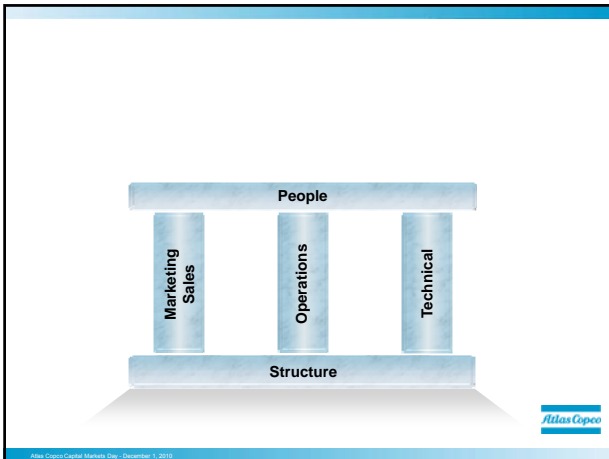 People
Marketing
Sales
Operations
Technical
Structure
Atlas Copco
Atlas Copco Capital Markets Day - December 1, 2010